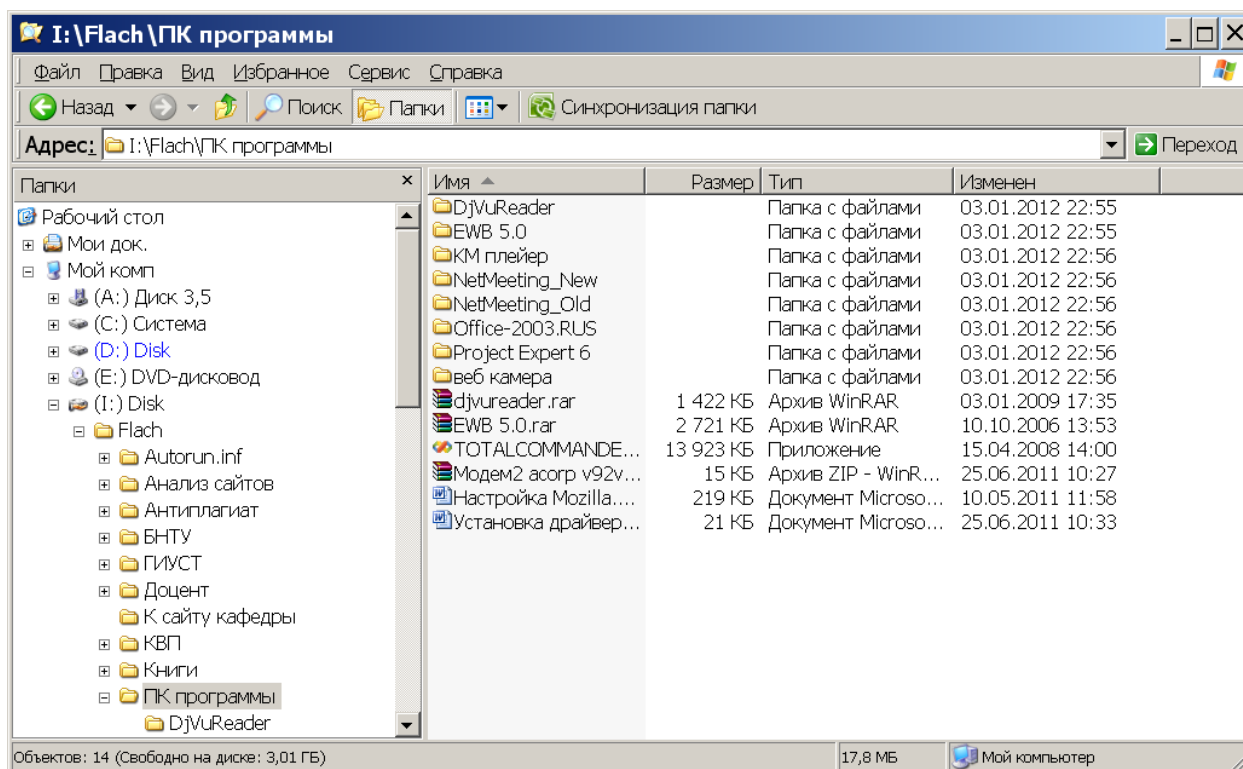 I:\Flach\ПК программы
Файл Правка Вид Избранное Сервис Справка
Назад Поиск Папки Синхронизация папки
Адрес: I:\Flach\ПК программы Переход
Папки
Рабочий стол
Мои док.
Мой комп
(A:) Диск 3,5
(C:) Система
(D:) Disk
(E:) DVD-дисковод
(I:) Disk
Flach
Autorun.inf
Анализ сайтов
Антиплагиат
БНТУ
ГИУСТ
Доцент
К сайту кафедры
КВП
Книги
ПК программы
DjVuReader
Имя Размер Тип Изменен
DjVuReader Папка с файлами 03.01.2012 22:55
EWB 5.0 Папка с файлами 03.01.2012 22:55
КМ плейер Папка с файлами 03.01.2012 22:56
NetMeeting_New Папка с файлами 03.01.2012 22:56
NetMeeting_Old Папка с файлами 03.01.2012 22:56
Office-2003.RUS Папка с файлами 03.01.2012 22:56
Project Expert 6 Папка с файлами 03.01.2012 22:56
веб камера Папка с файлами 03.01.2012 22:56
djvureader.rar 1 422 КБ Архив WinRAR 03.01.2009 17:35
EWB 5.0.rar 2 721 КБ Архив WinRAR 10.10.2006 13:53
TOTALCOMMANDE... 13 923 КБ Приложение 15.04.2008 14:00
Модем2 acorp v92v... 15 КБ Архив ZIP - WinR... 25.06.2011 10:27
Настройка Mozilla.... 219 КБ Документ Microso... 10.05.2011 11:58
Установка драйвер... 21 КБ Документ Microso... 25.06.2011 10:33
Объектов: 14 (Свободно на диске: 3,01 ГБ) 17,8 МБ Мой компьютер